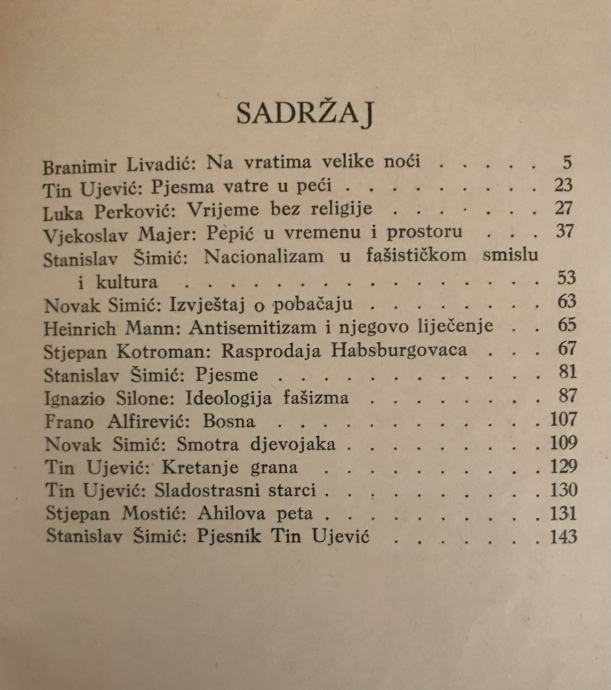 SADRŽAJ
Branimir Livadić: Na vratima velike noći . . . . . 5
Tin Ujević: Pjesma vatre u peći . . . . . . . . . 23
Luka Perković: Vrijeme bez religije . . . . . . . 27
Vjekoslav Majer: Pepić u vremenu i prostoru . . . 37
Stanislav Šimić: Nacionalizam u fašističkom smislu
i kultura . . . . . . . . . . . . . . . . 53
Novak Simić: Izvještaj o pobačaju . . . . . . . . 63
Heinrich Mann: Antisemitizam i njegovo liječenje . . 65
Stjepan Kotroman: Rasprodaja Habsburgovaca . . . 67
Stanislav Šimić: Pjesme . . . . . . . . . . . . 81
Ignazio Silone: Ideologija fašizma . . . . . . . . 87
Frano Alfirević: Bosna . . . . . . . . . . . . 107
Novak Simić: Smotra djevojaka . . . . . . . . . 109
Tin Ujević: Kretanje grana . . . . . . . . . . 129
Tin Ujević: Sladostrasni starci . . . . . . . . . . 130
Stjepan Mostić: Ahilova peta . . . . . . . . . . 131
Stanislav Šimić: Pjesnik Tin Ujević . . . . . . . 143